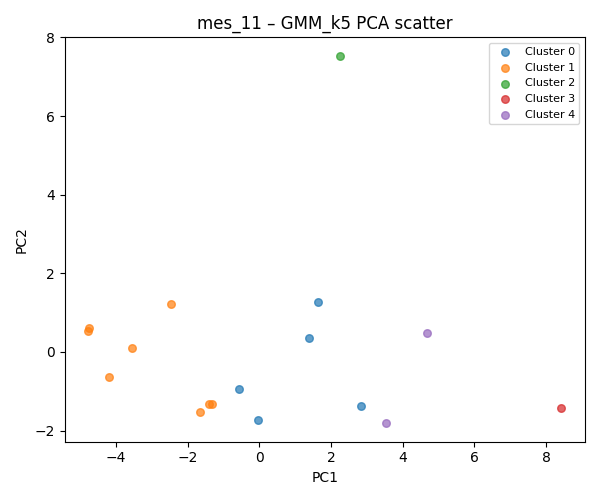 mes_11 – GMM_k5 PCA scatter
8
6
4
2
0
−2
PC2
−4
−2
0
2
4
6
8
PC1
Cluster 0
Cluster 1
Cluster 2
Cluster 3
Cluster 4